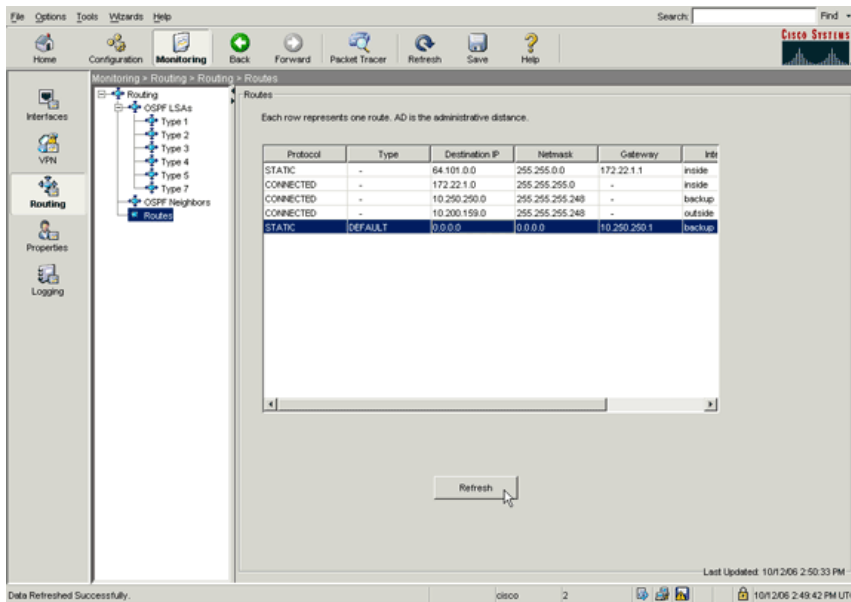 File Options Tools Wizards Help Search: Find
Home Configuration Monitoring Back Forward Packet Tracer Refresh Save Help
CISCO SYSTEMS
Monitoring > Routing > Routing > Routes
Interfaces
VPN
Routing
Properties
Logging
Routing
OSPF LSAs
Type 1
Type 2
Type 3
Type 4
Type 5
Type 7
OSPF Neighbors
Routes
Routes
Each row represents one route. AD is the administrative distance.
Protocol Type Destination IP Netmask Gateway Inte
STATIC - 64.101.0.0 255.255.0.0 172.22.1.1 inside
CONNECTED - 172.22.1.0 255.255.255.0 - inside
CONNECTED - 10.250.250.0 255.255.255.248 - backup
CONNECTED - 10.200.159.0 255.255.255.248 - outside
STATIC DEFAULT 0.0.0.0 0.0.0.0 10.250.250.1 backup
Refresh
Last Updated: 10/12/06 2:50:33 PM
Data Refreshed Successfully. cisco 2 10/12/06 2:49:42 PM UT